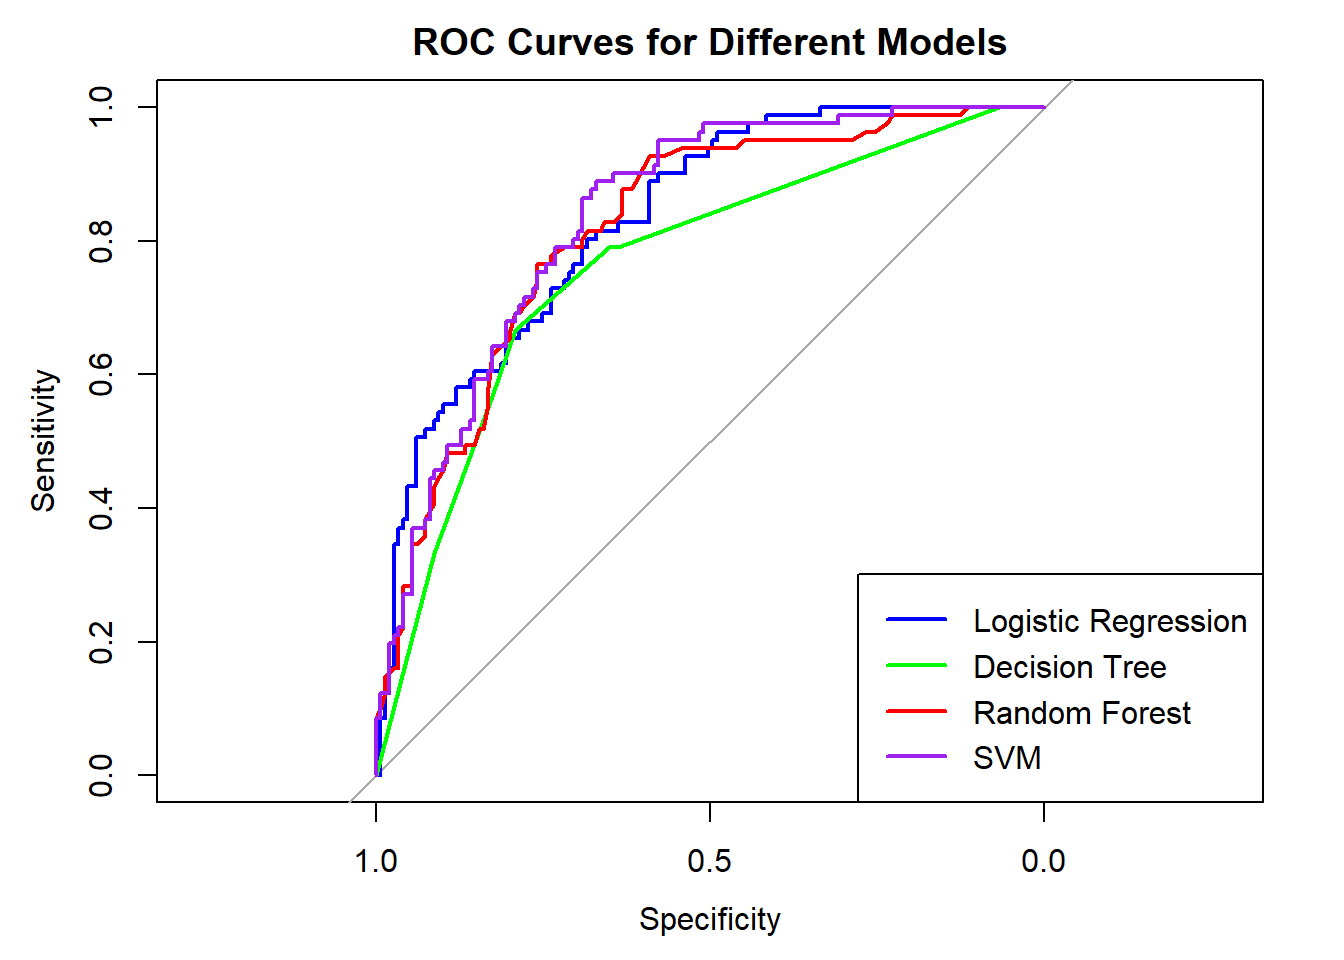 ROC Curves for Different Models
Sensitivity
1.0
0.8
0.6
0.4
0.2
0.0
Logistic Regression
Decision Tree
Random Forest
SVM
1.0 0.5 0.0
Specificity